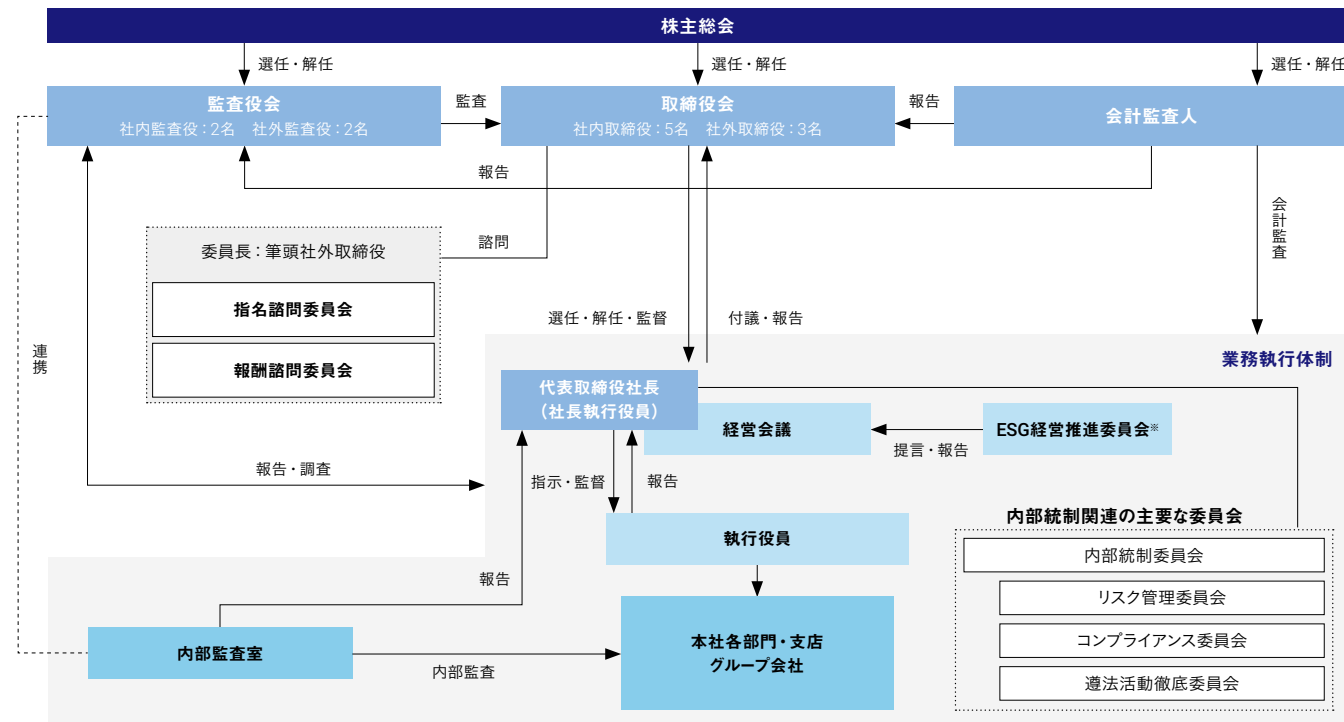 株主総会
選任・解任
選任・解任
選任・解任
監査役会
社内監査役：2名　社外監査役：2名
監査
取締役会
社内取締役：5名　社外取締役：3名
報告
会計監査人
報告
会計監査
委員長：筆頭社外取締役
諮問
指名諮問委員会
報酬諮問委員会
連携
選任・解任・監督
付議・報告
業務執行体制
代表取締役社長
（社長執行役員）
経営会議
ESG経営推進委員会※
提言・報告
報告・調査
指示・監督
報告
執行役員
内部統制関連の主要な委員会
内部統制委員会
リスク管理委員会
コンプライアンス委員会
遵法活動徹底委員会
報告
内部監査室
内部監査
本社各部門・支店
グループ会社